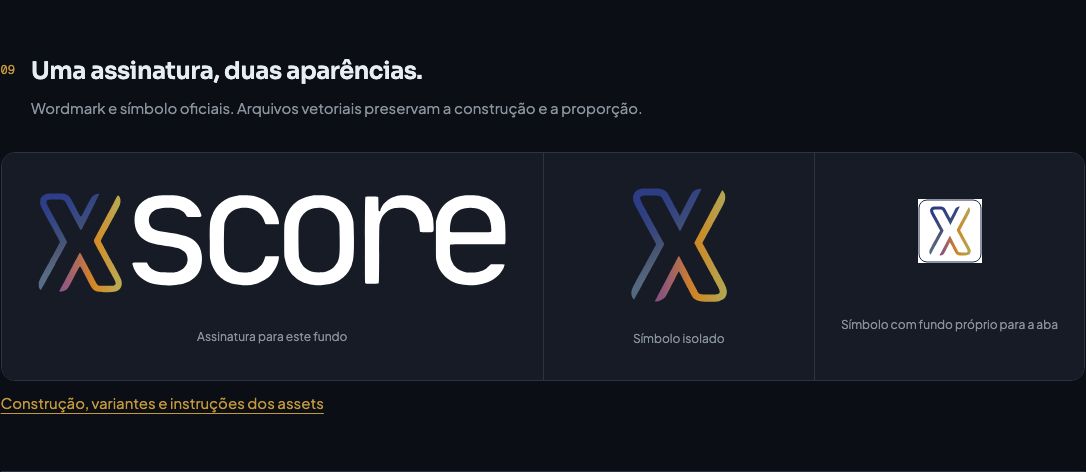 09
Uma assinatura, duas aparências.
Wordmark e símbolo oficiais. Arquivos vetoriais preservam a construção e a proporção.
Xscore
X
X
Assinatura para este fundo
Símbolo isolado
Símbolo com fundo próprio para a aba
Construção, variantes e instruções dos assets